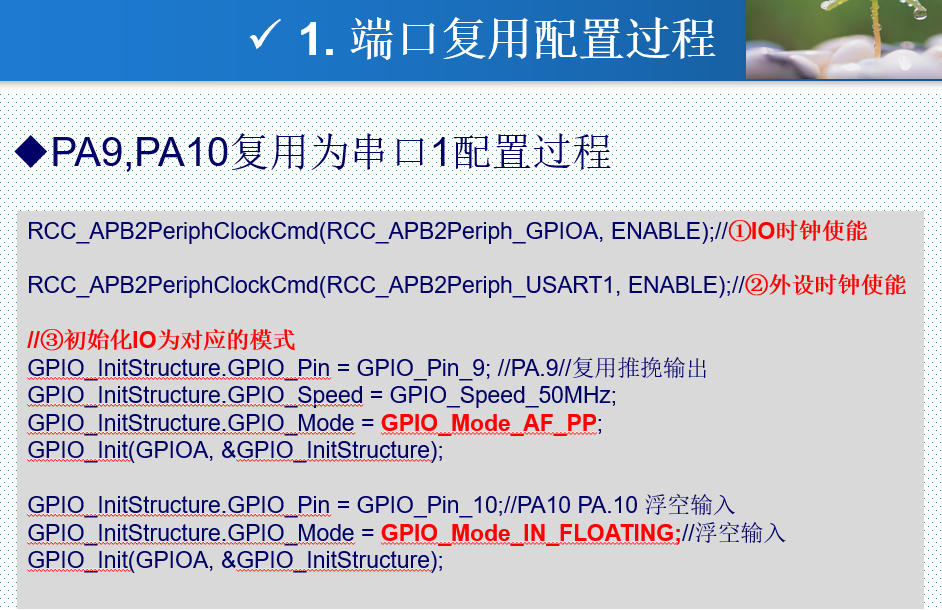 ✓ 1. 端口复用配置过程
◆PA9,PA10复用为串口1配置过程
RCC_APB2PeriphClockCmd(RCC_APB2Periph_GPIOA, ENABLE);//①IO时钟使能
RCC_APB2PeriphClockCmd(RCC_APB2Periph_USART1, ENABLE);//②外设时钟使能
//③初始化IO为对应的模式
GPIO_InitStructure.GPIO_Pin = GPIO_Pin_9; //PA.9//复用推挽输出
GPIO_InitStructure.GPIO_Speed = GPIO_Speed_50MHz;
GPIO_InitStructure.GPIO_Mode = GPIO_Mode_AF_PP;
GPIO_Init(GPIOA, &GPIO_InitStructure);
GPIO_InitStructure.GPIO_Pin = GPIO_Pin_10;//PA10 PA.10 浮空输入
GPIO_InitStructure.GPIO_Mode = GPIO_Mode_IN_FLOATING;//浮空输入
GPIO_Init(GPIOA, &GPIO_InitStructure);